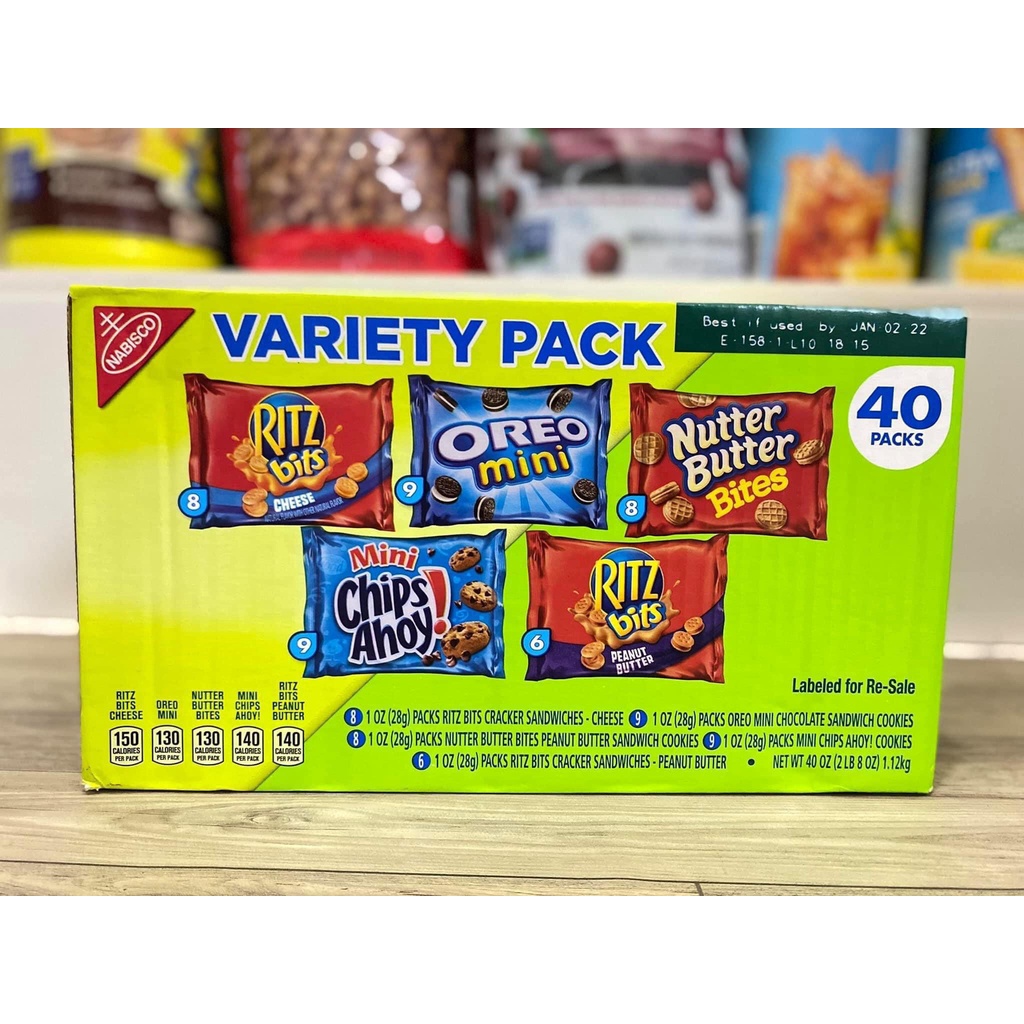 NABISCO
VARIETY PACK
Best if used by JAN 02 22
E-158-1-L10 18 15
40
PACKS
RITZ
bits
CHEESE
8
OREO
mini
9
Nutter
Butter
Bites
8
Mini
Chips
Ahoy!
9
RITZ
bits
PEANUT
BUTTER
6
Labeled for Re-Sale
RITZ BITS CHEESE
150 CALORIES PER PACK
OREO MINI
130 CALORIES PER PACK
NUTTER BUTTER BITES
130 CALORIES PER PACK
MINI CHIPS AHOY!
140 CALORIES PER PACK
RITZ BITS PEANUT BUTTER
140 CALORIES PER PACK
8 1 OZ (28g) PACKS RITZ BITS CRACKER SANDWICHES - CHEESE 9 1 OZ (28g) PACKS OREO MINI CHOCOLATE SANDWICH COOKIES
8 1 OZ (28g) PACKS NUTTER BUTTER BITES PEANUT BUTTER SANDWICH COOKIES 9 1 OZ (28g) PACKS MINI CHIPS AHOY! COOKIES
6 1 OZ (28g) PACKS RITZ BITS CRACKER SANDWICHES - PEANUT BUTTER • NET WT 40 OZ (2 LB 8 OZ) 1.12kg